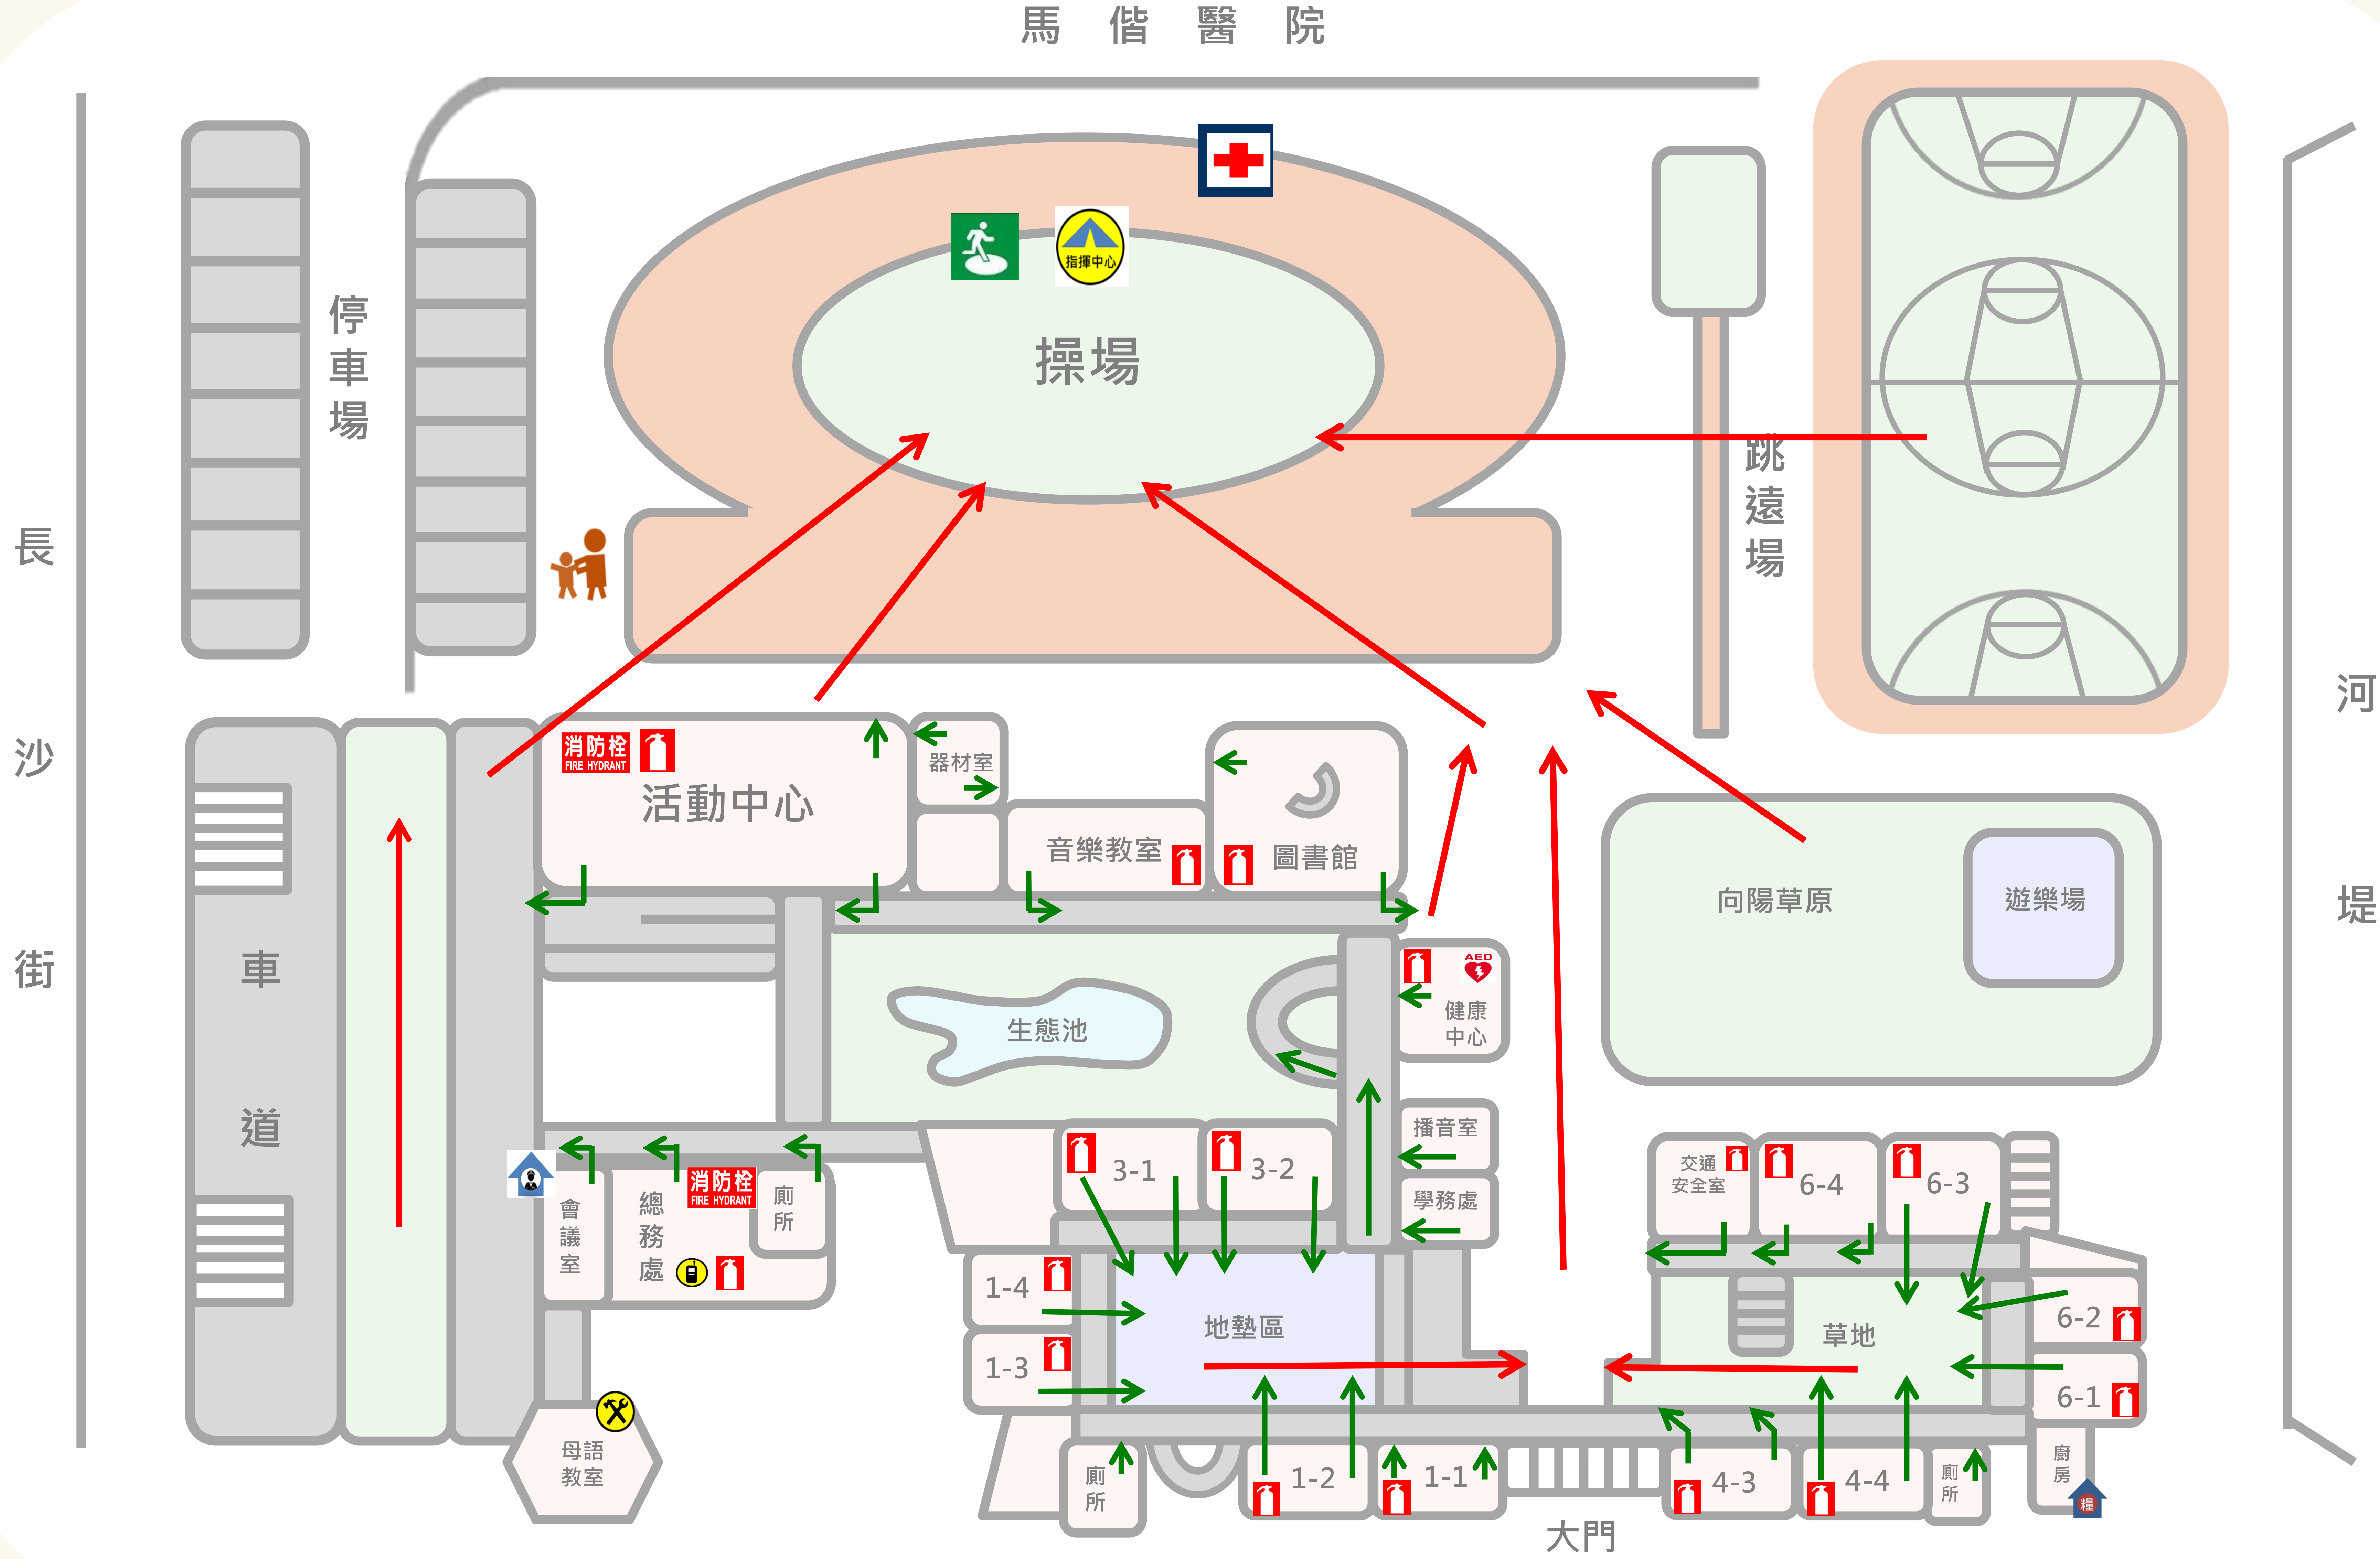 馬偕醫院
指揮中心
操場
停車場
跳遠場
長沙街
河堤
消防栓
FIRE HYDRANT
活動中心
器材室
音樂教室
圖書館
向陽草原
遊樂場
車道
生態池
AED
健康
中心
播音室
學務處
3-1
3-2
會議室
總務處
消防栓
FIRE HYDRANT
廁所
交通
安全室
6-4
6-3
1-4
1-3
地墊區
草地
6-2
6-1
母語
教室
廁所
1-2
1-1
4-3
4-4
廁所
廚房
糧
大門